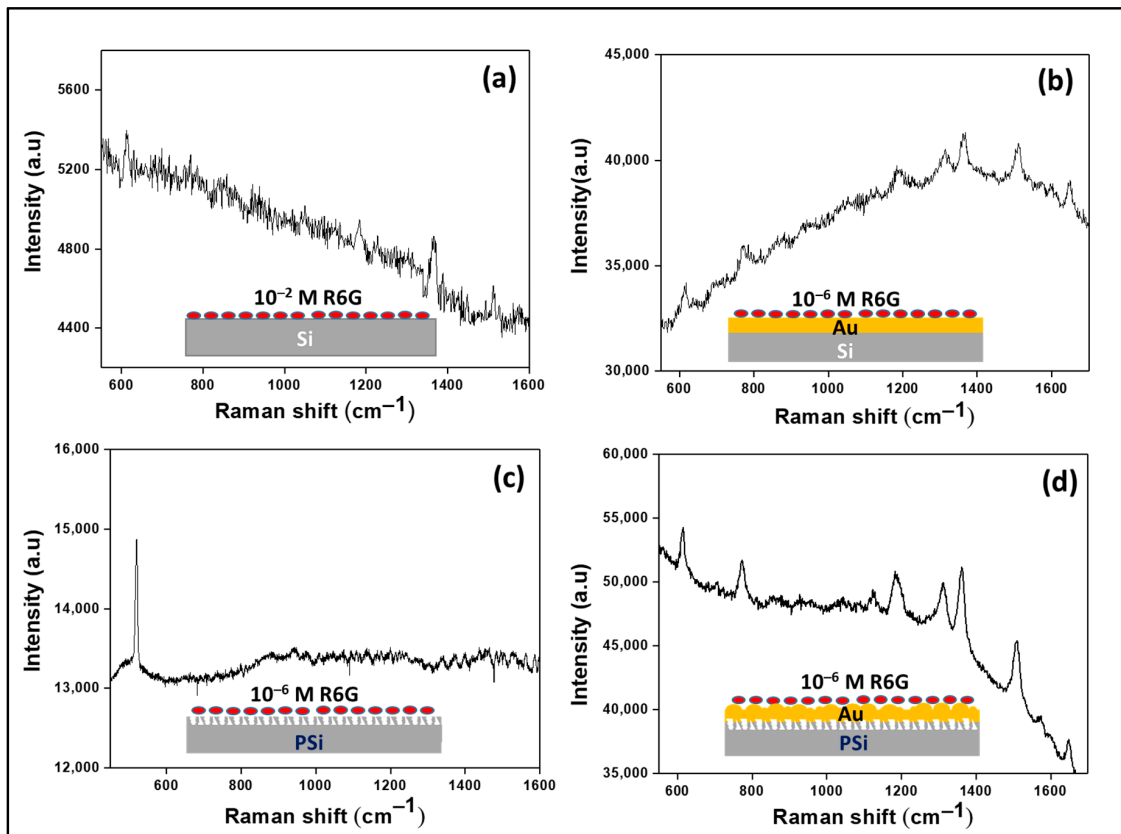 (a)
5600
5200
4800
4400
Intensity (a.u)
10⁻² M R6G
Si
600 800 1000 1200 1400 1600
Raman shift (cm⁻¹)
(b)
45,000
40,000
35,000
30,000
Intensity(a.u)
10⁻⁶ M R6G
Au
Si
600 800 1000 1200 1400 1600
Raman shift (cm⁻¹)
(c)
16,000
15,000
14,000
13,000
12,000
Intensity (a.u)
10⁻⁶ M R6G
PSi
600 800 1000 1200 1400 1600
Raman shift (cm⁻¹)
(d)
60,000
55,000
50,000
45,000
40,000
35,000
Intensity (a.u)
10⁻⁶ M R6G
Au
PSi
600 800 1000 1200 1400 1600
Raman shift (cm⁻¹)